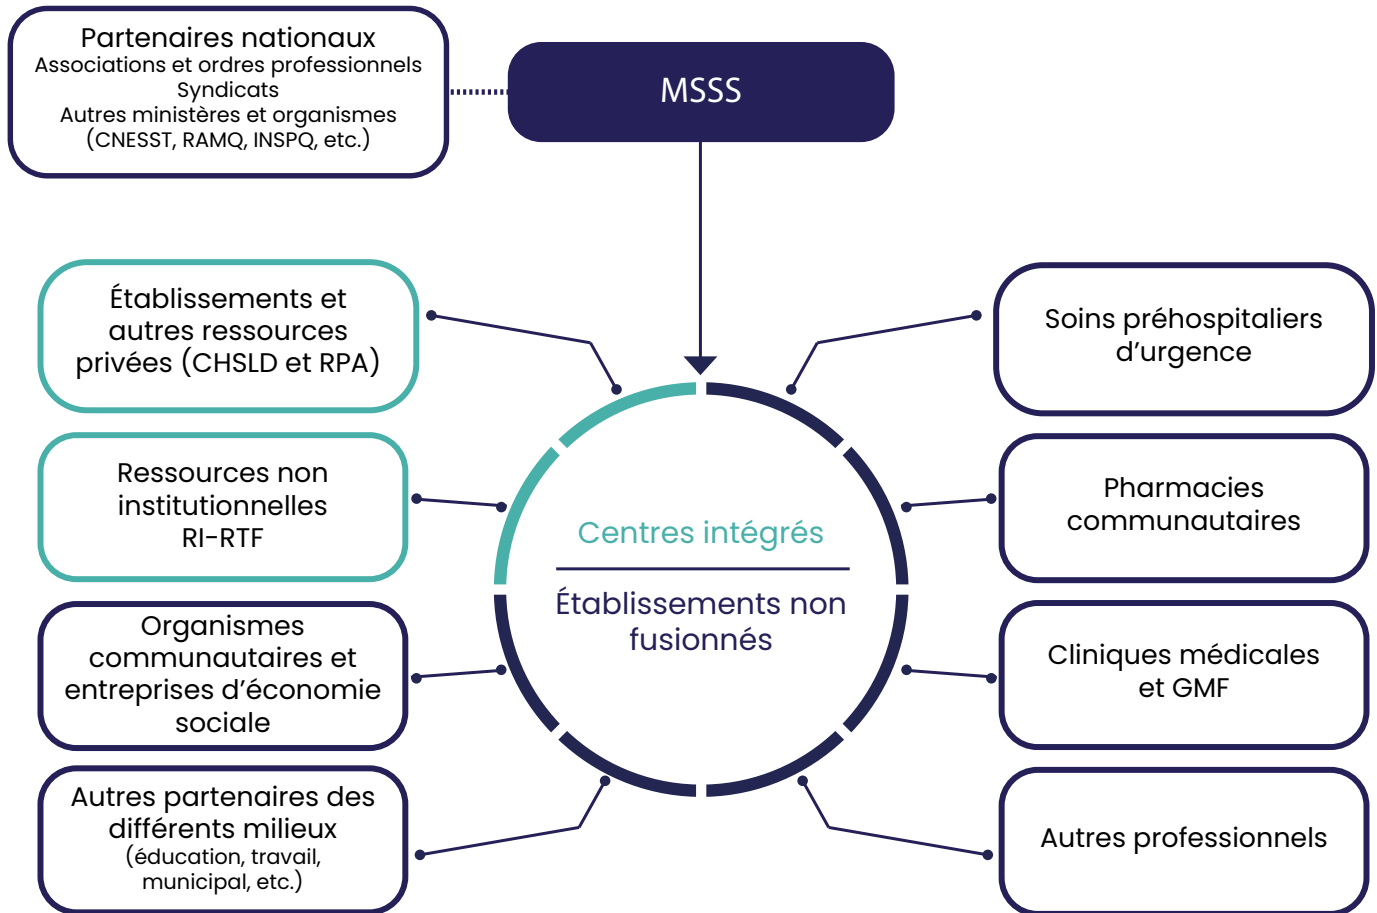 Partenaires nationaux
Associations et ordres professionnels
Syndicats
Autres ministères et organismes
(CNESST, RAMQ, INSPQ, etc.)
MSSS
Établissements et
autres ressources
privées (CHSLD et RPA)
Ressources non
institutionnelles
RI-RTF
Organismes
communautaires et
entreprises d’économie
sociale
Autres partenaires des
différents milieux
(éducation, travail,
municipal, etc.)
Centres intégrés
Établissements non
fusionnés
Soins préhospitaliers
d’urgence
Pharmacies
communautaires
Cliniques médicales
et GMF
Autres professionnels